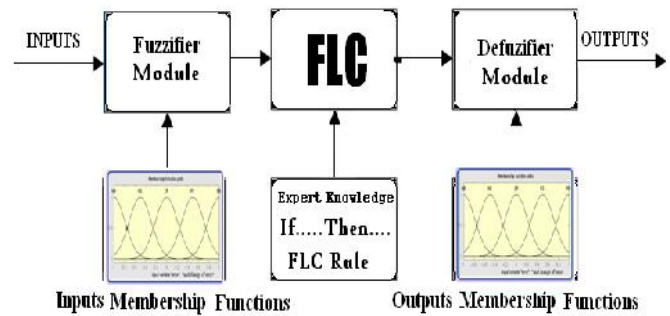 INPUTS
Fuzzifier
Module
FLC
Defuzifier
Module
OUTPUTS
Expert Knowledge
If.....Then....
FLC Rule
Inputs Membership Functions
Outputs Membership Functions